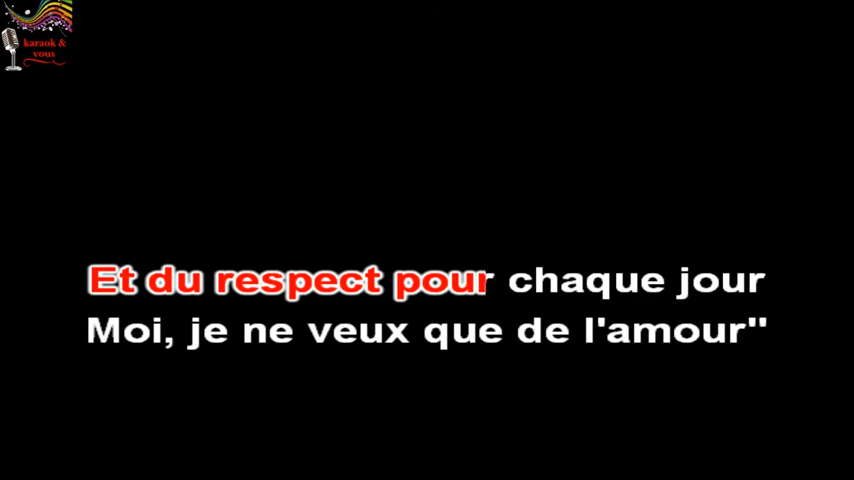 karaok &
vous
Et du respect pour chaque jour
Moi, je ne veux que de l'amour"